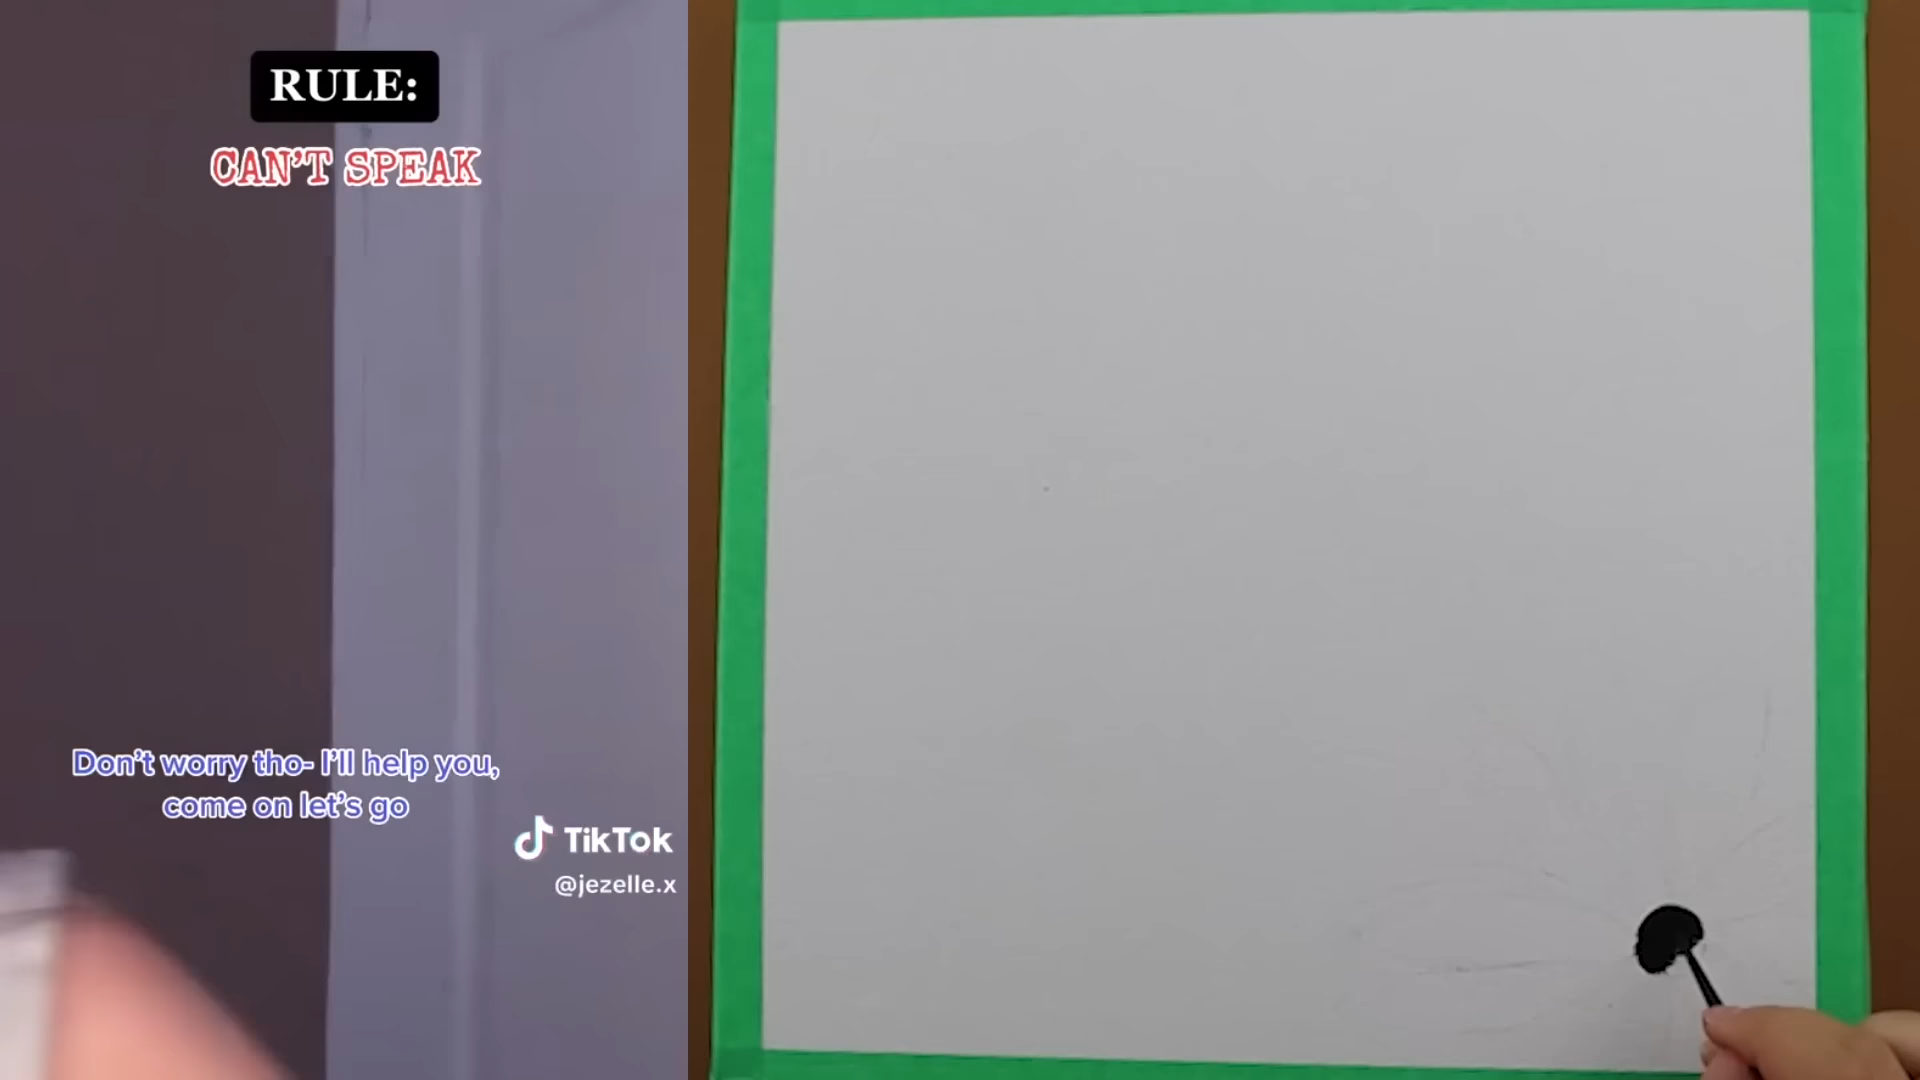 RULE:
CAN'T SPEAK
Don't worry tho- I'll help you,
come on let's go
TikTok
@jezelle.x